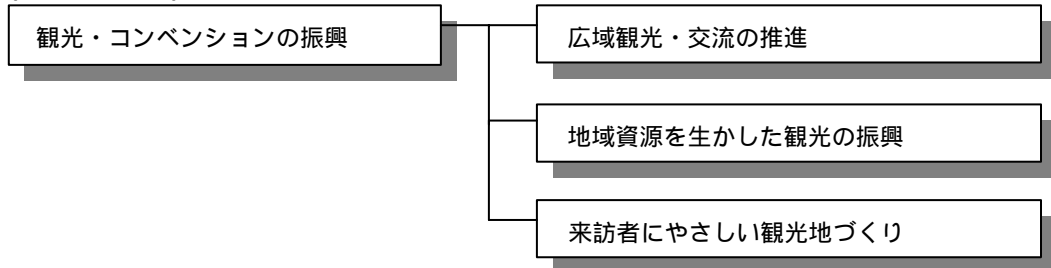 観光・コンベンションの振興
広域観光・交流の推進
地域資源を生かした観光の振興
来訪者にやさしい観光地づくり